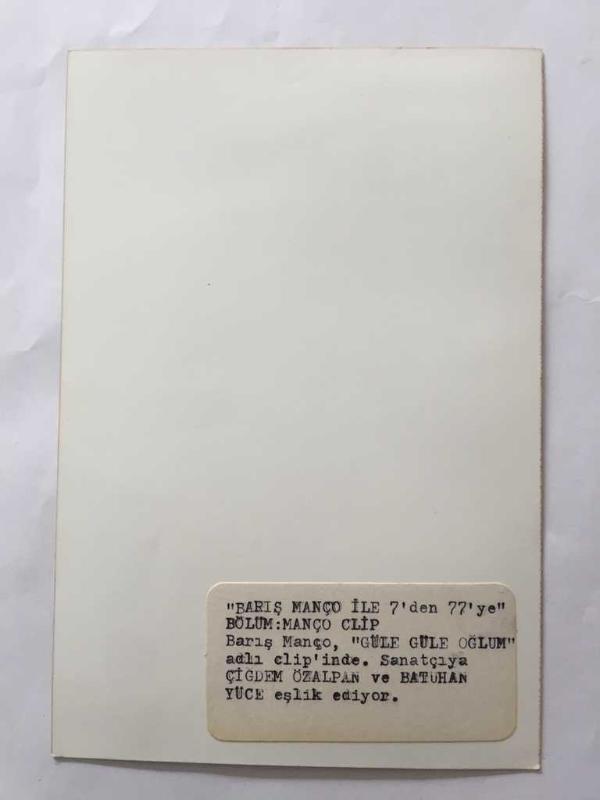 "BARIŞ MANÇO İLE 7'den 77'ye"
BÖLÜM:MANÇO CLİP
Barış Manço, "GÜLE GÜLE OĞLUM"
adlı clip'inde. Sanatçıya
ÇİGDEM ÖZALPAN ve BATUHAN
YÜCE eşlik ediyor.